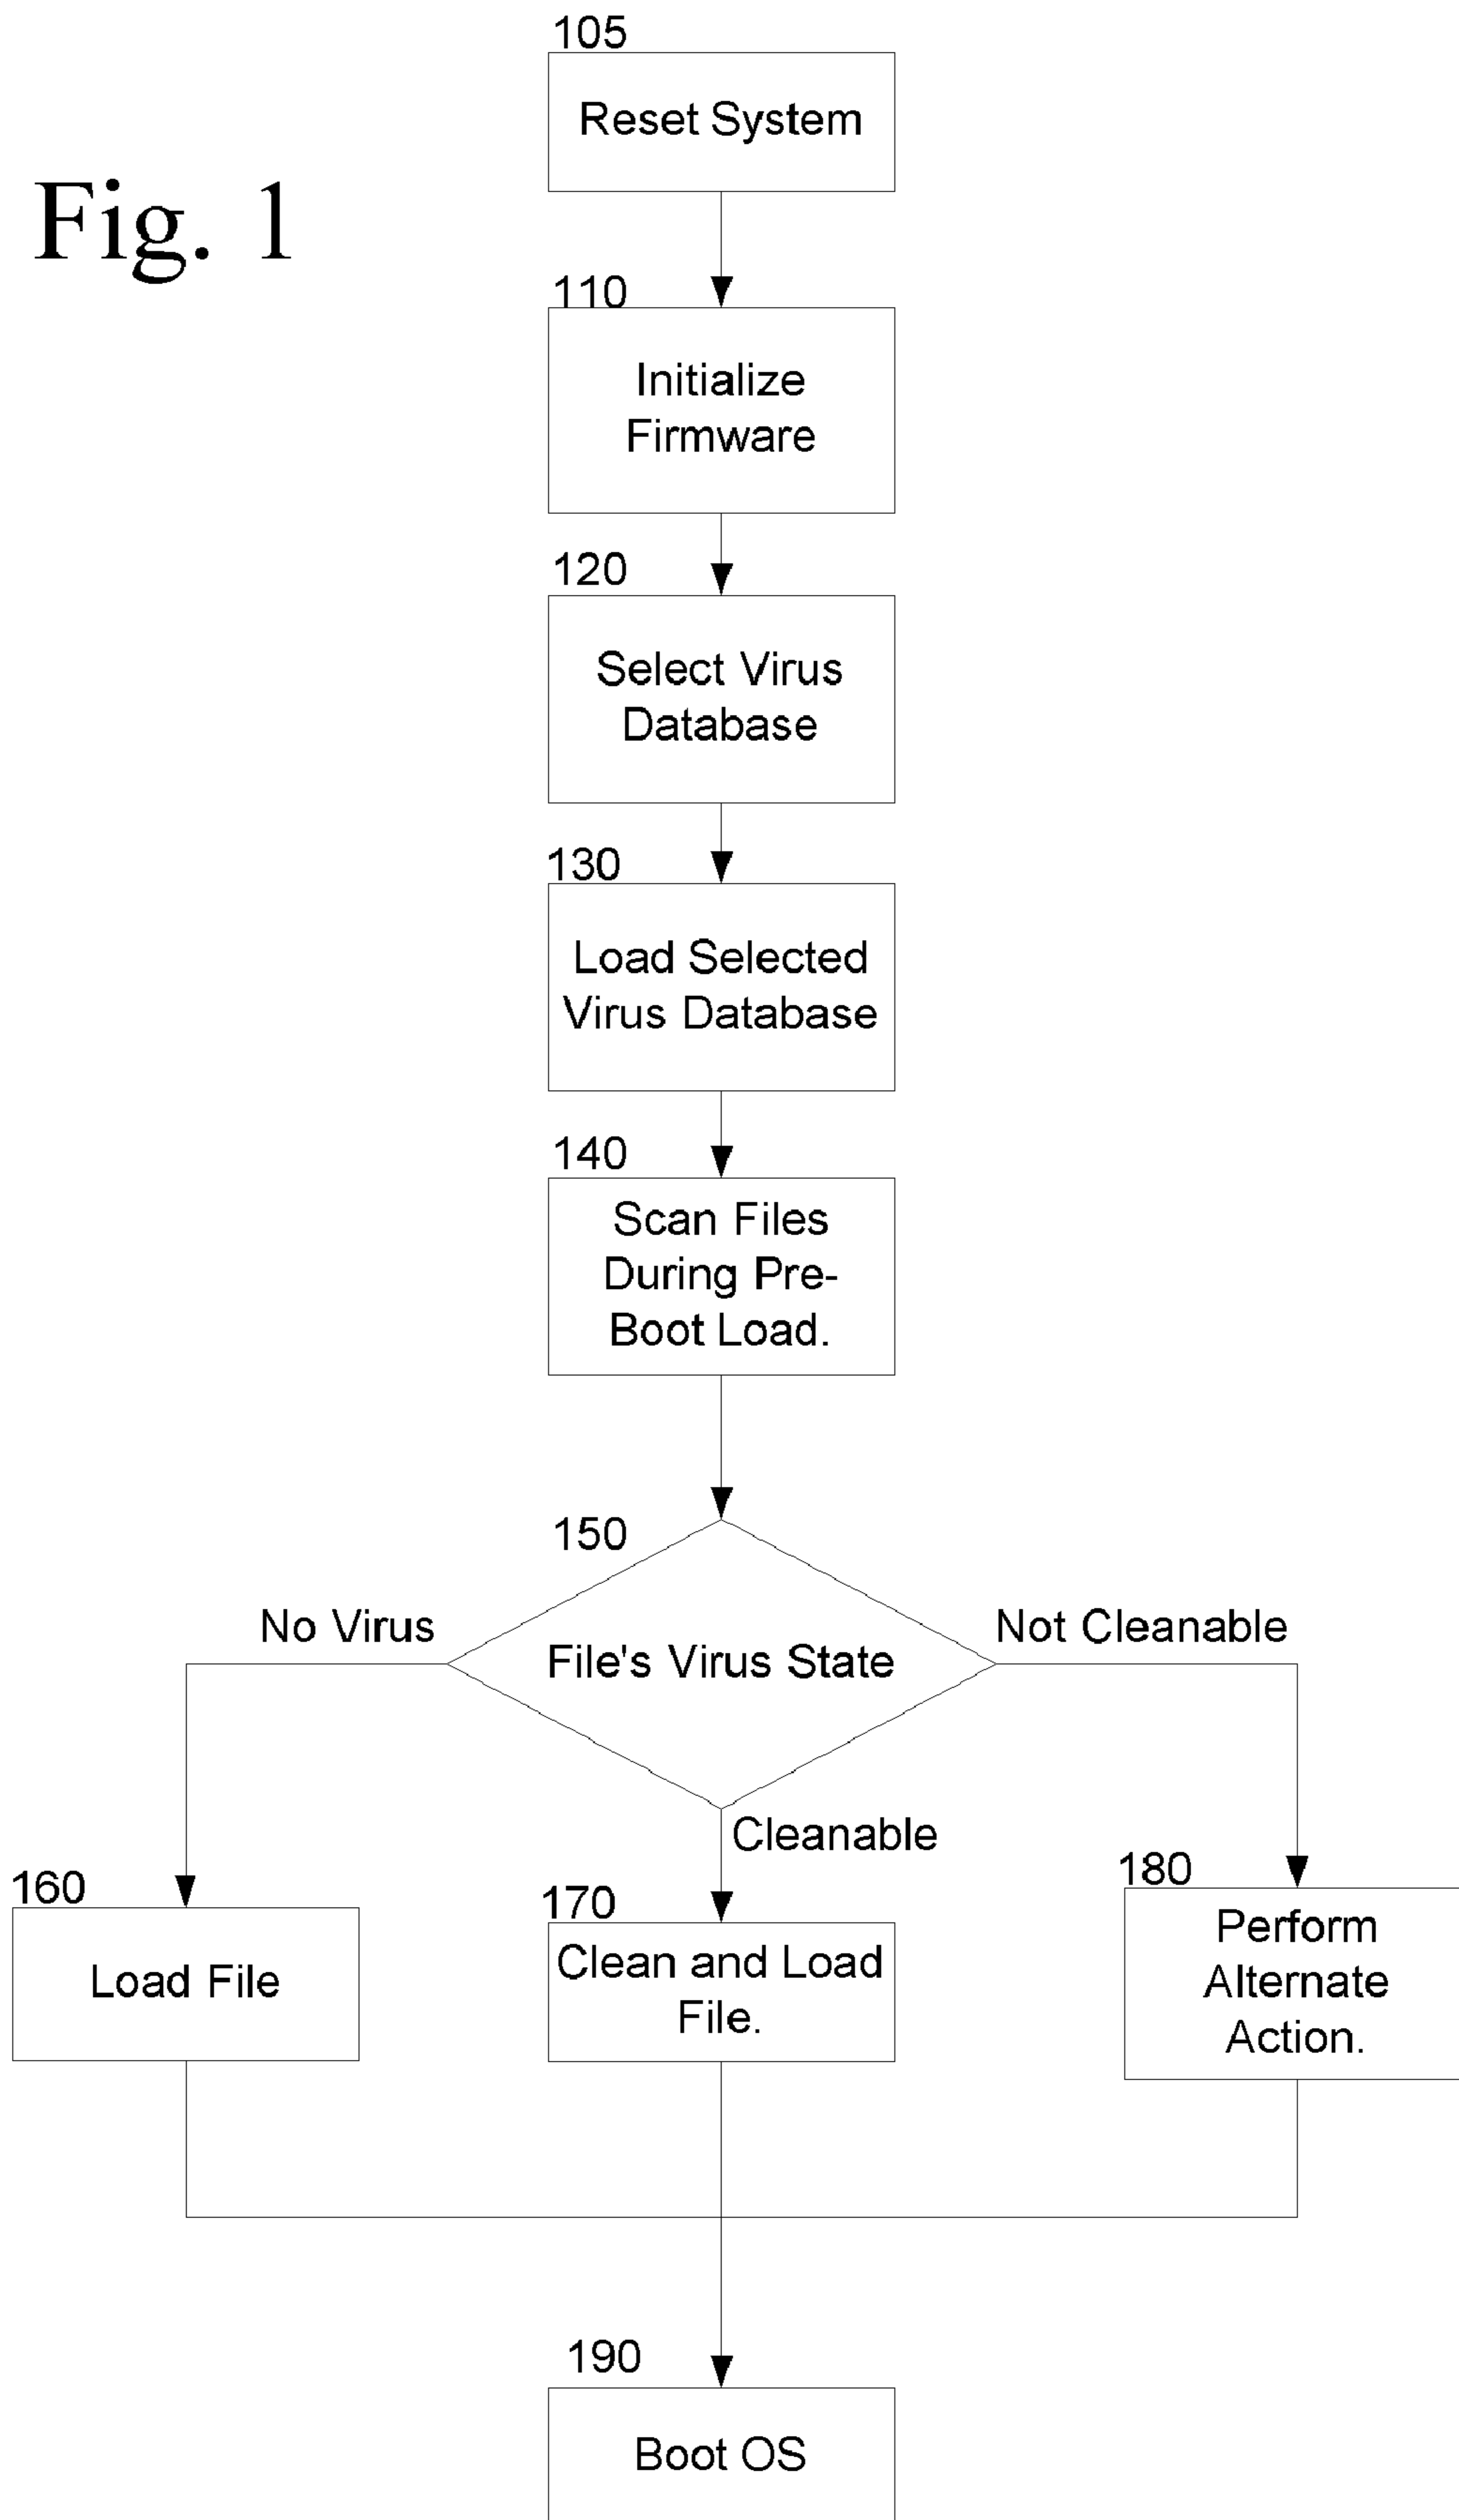 105
Reset System
Fig. 1
110
Initialize
Firmware
120
Select Virus
Database
130
Load Selected
Virus Database
140
Scan Files
During Pre-
Boot Load.
150
No Virus
Not Cleanable
File's Virus State
Cleanable
160
Load File
170
Clean and Load
File.
180
Perform
Alternate
Action.
190
Boot OS